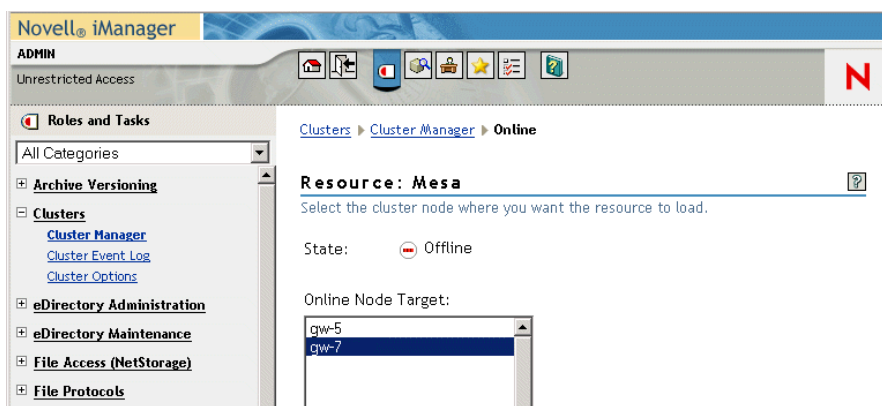 Novell® iManager
ADMIN
Unrestricted Access
N
Roles and Tasks
All Categories
Archive Versioning
Clusters
Cluster Manager
Cluster Event Log
Cluster Options
eDirectory Administration
eDirectory Maintenance
File Access (NetStorage)
File Protocols
Clusters Cluster Manager Online
Resource: Mesa
?
Select the cluster node where you want the resource to load.
State: Offline
Online Node Target:
gw-5
gw-7